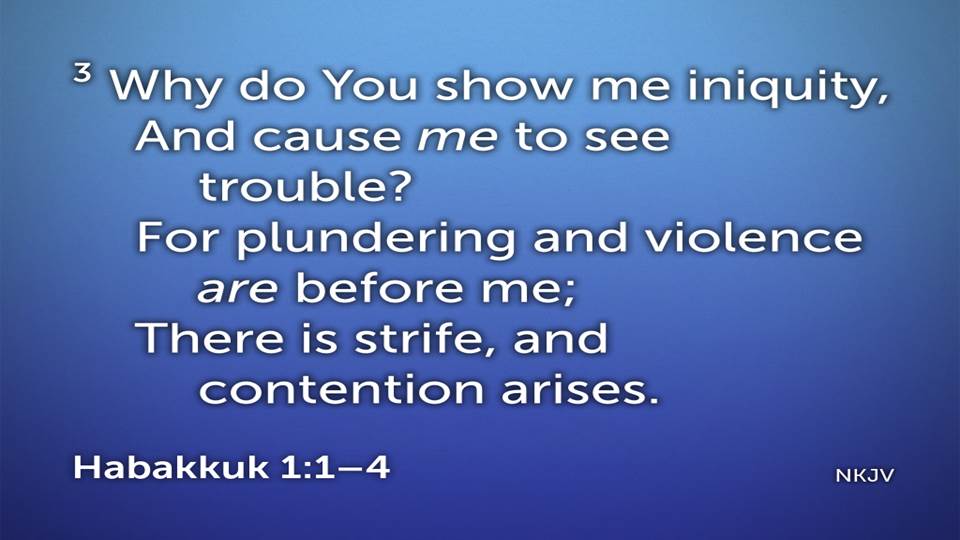 3 Why do You show me iniquity,
And cause me to see
trouble?
For plundering and violence
are before me;
There is strife, and
contention arises.
Habakkuk 1:1–4
NKJV